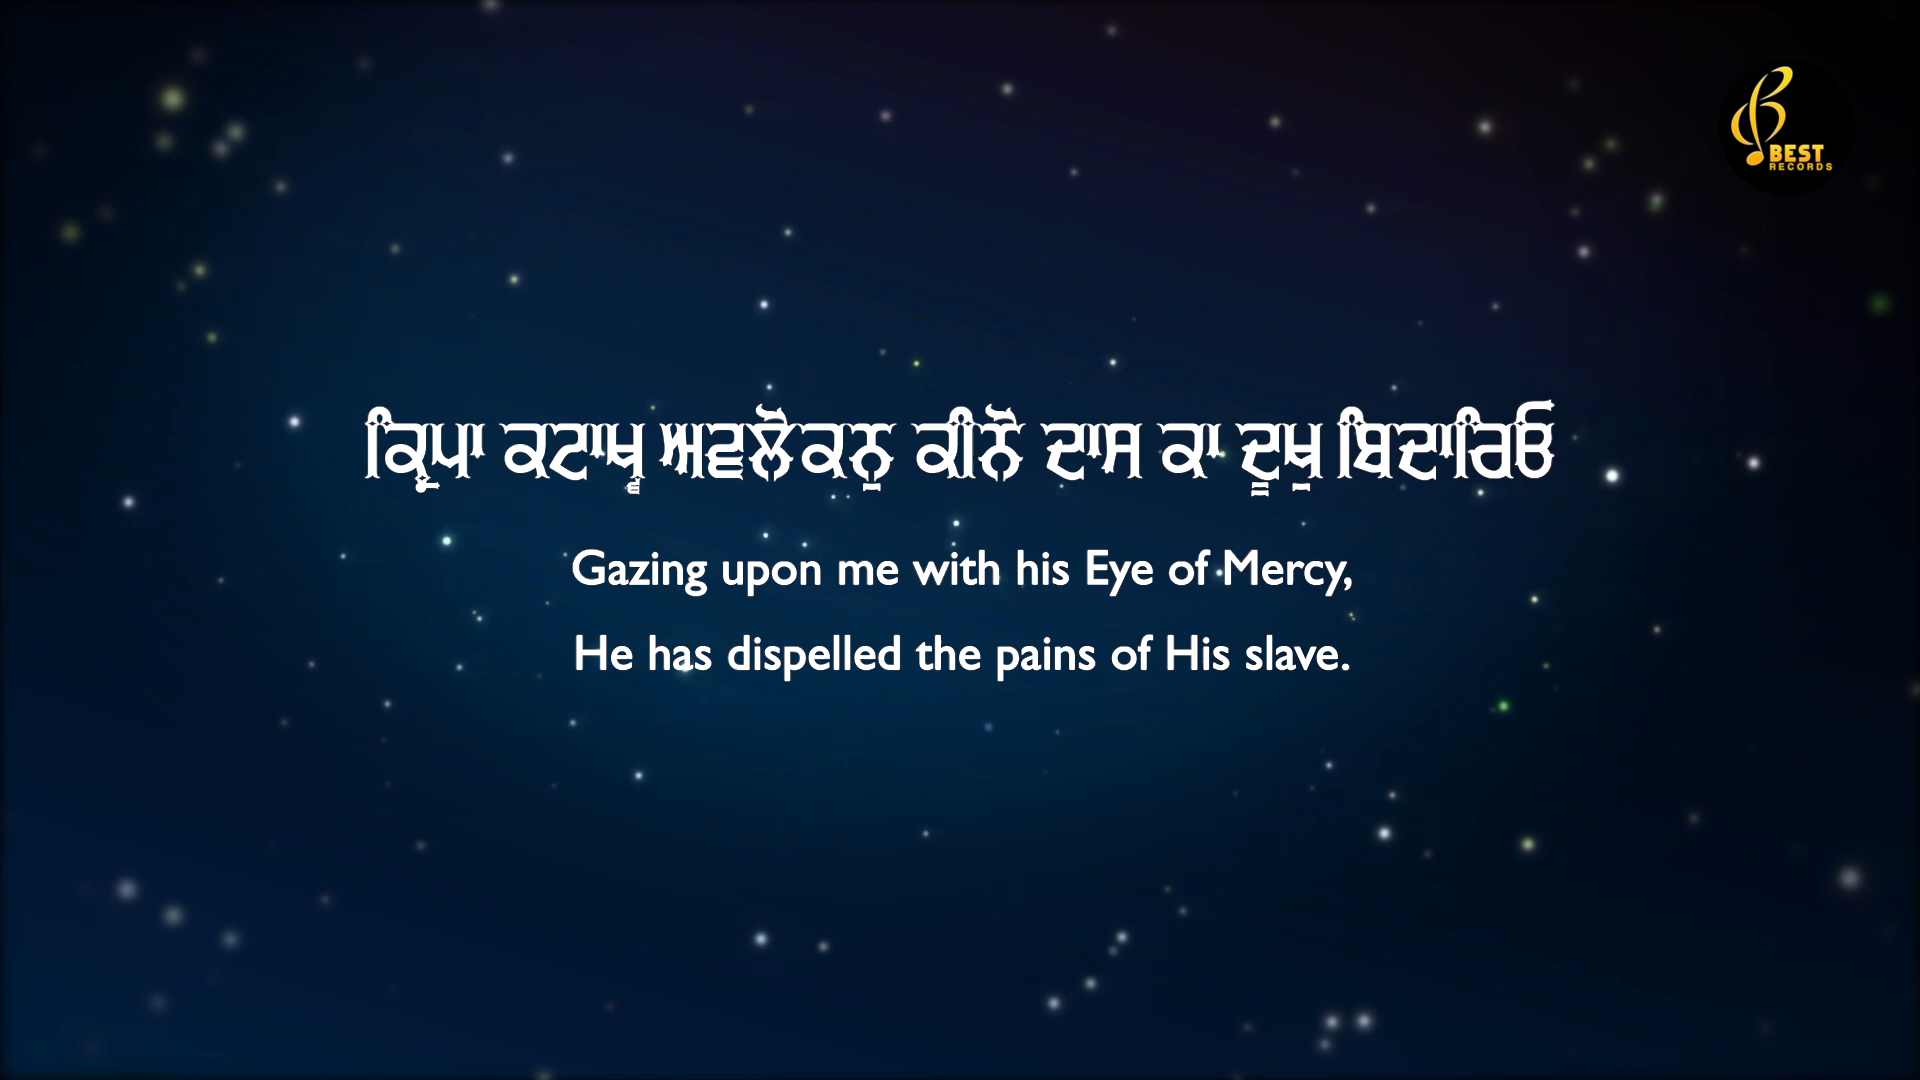 BEST
RECORDS
ਕ੍ਰਿਪਾ ਕਟਾਖੵ ਅਵਲੋਕਨੁ ਕੀਨੋ ਦਾਸ ਕਾ ਦੂਖੁ ਬਿਦਾਰਿਓ
Gazing upon me with his Eye of Mercy,
He has dispelled the pains of His slave.